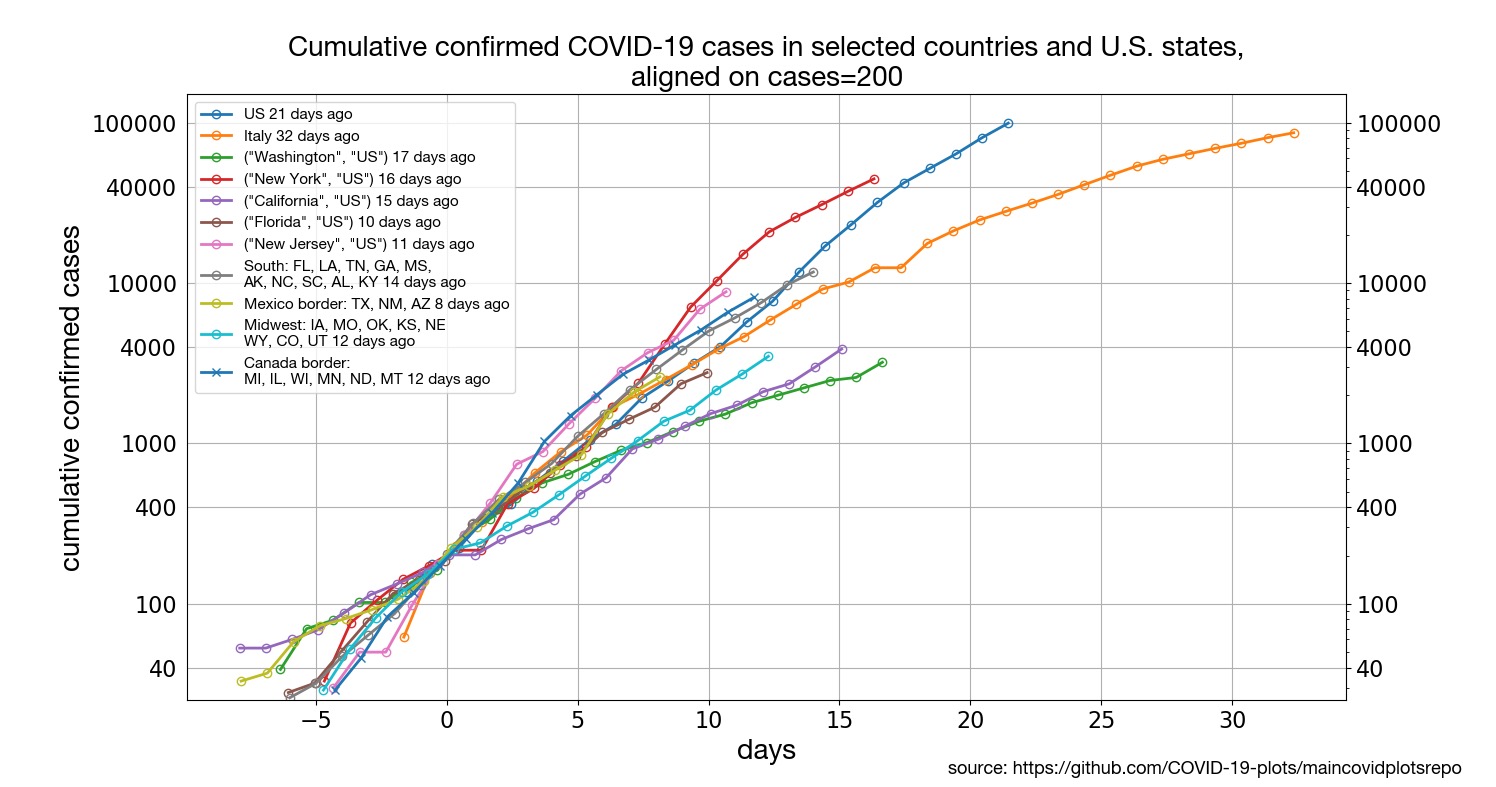 Cumulative confirmed COVID-19 cases in selected countries and U.S. states,
aligned on cases=200
US 21 days ago
Italy 32 days ago
("Washington", "US") 17 days ago
("New York", "US") 16 days ago
("California", "US") 15 days ago
("Florida", "US") 10 days ago
("New Jersey", "US") 11 days ago
South: FL, LA, TN, GA, MS,
AK, NC, SC, AL, KY 14 days ago
Mexico border: TX, NM, AZ 8 days ago
Midwest: IA, MO, OK, KS, NE
WY, CO, UT 12 days ago
Canada border:
MI, IL, WI, MN, ND, MT 12 days ago
cumulative confirmed cases
100000
40000
10000
4000
1000
400
100
40
100000
40000
10000
4000
1000
400
100
40
−5 0 5 10 15 20 25 30
days
source: https://github.com/COVID-19-plots/maincovidplotsrepo